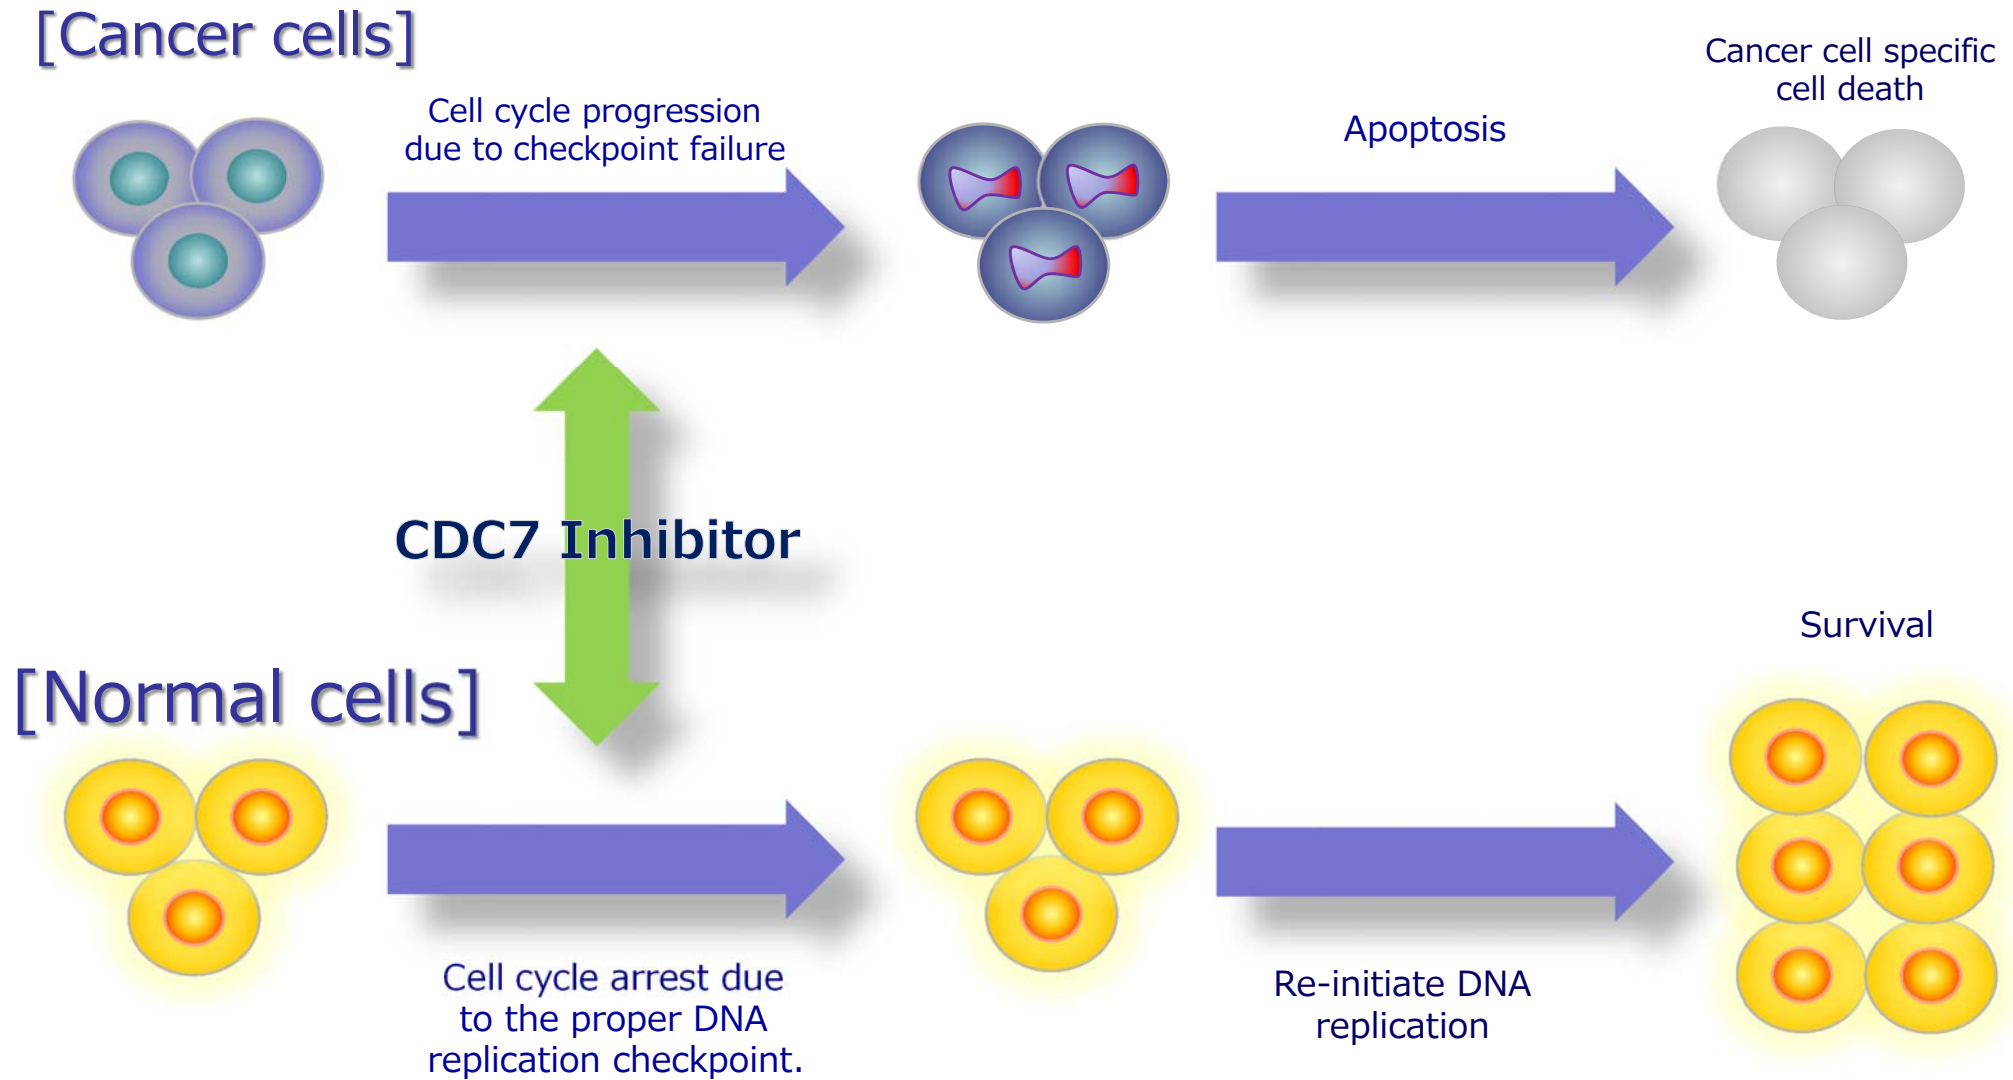 [Cancer cells]
Cell cycle progression
due to checkpoint failure
Apoptosis
Cancer cell specific
cell death
CDC7 Inhibitor
[Normal cells]
Survival
Cell cycle arrest due
to the proper DNA
replication checkpoint.
Re-initiate DNA
replication